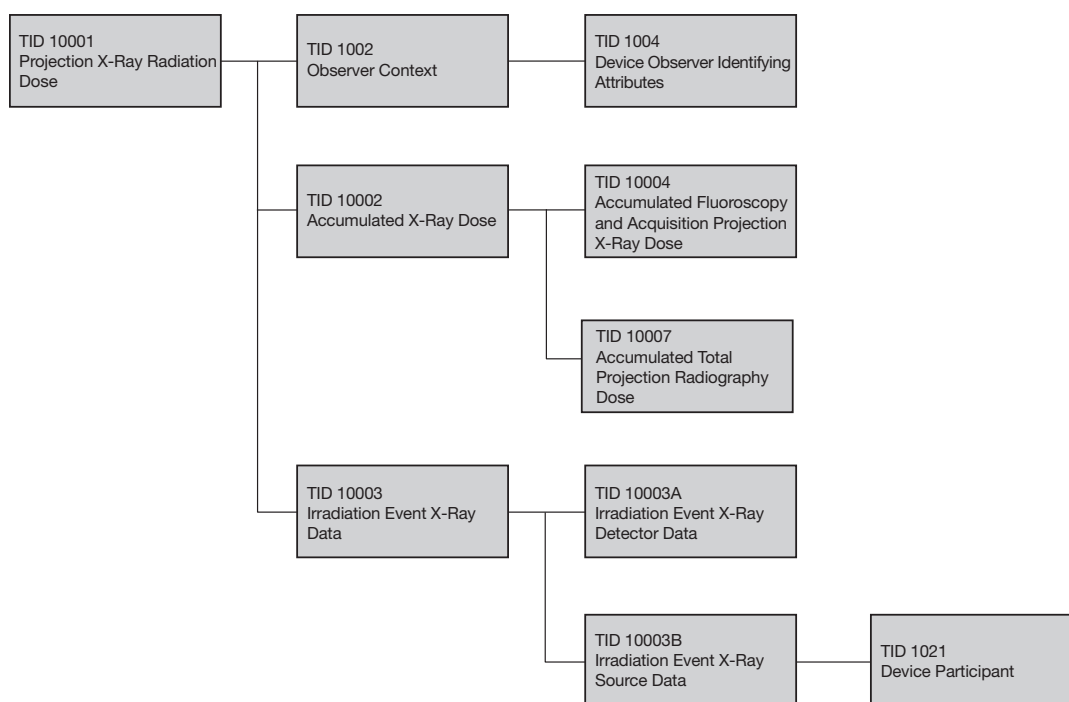 TID 10001
Projection X-Ray Radiation
Dose
TID 1002
Observer Context
TID 1004
Device Observer Identifying
Attributes
TID 10002
Accumulated X-Ray Dose
TID 10004
Accumulated Fluoroscopy
and Acquisition Projection
X-Ray Dose
TID 10007
Accumulated Total
Projection Radiography
Dose
TID 10003
Irradiation Event X-Ray
Data
TID 10003A
Irradiation Event X-Ray
Detector Data
TID 10003B
Irradiation Event X-Ray
Source Data
TID 1021
Device Participant